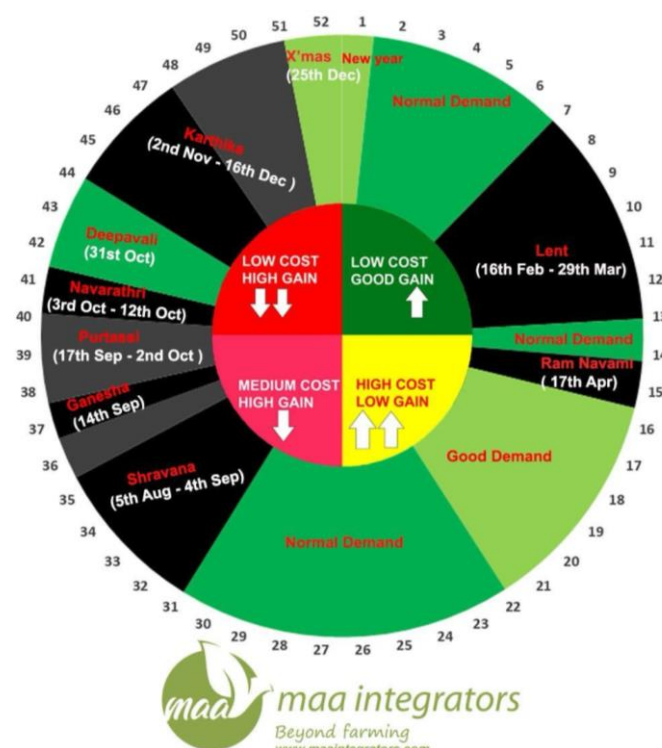 52
1
2
3
4
5
6
7
8
9
10
11
12
13
14
15
16
17
18
19
20
21
22
23
24
25
26
27
28
29
30
31
32
33
34
35
36
37
38
39
40
41
42
43
44
45
46
47
48
49
50
51
X'mas
(25th Dec)
New year
Normal Demand
Lent
(16th Feb - 29th Mar)
Normal Demand
Ram Navami
( 17th Apr)
Good Demand
Normal Demand
Shravana
(5th Aug - 4th Sep)
Ganesha
(14th Sep)
Purtassi
(17th Sep - 2nd Oct )
Navarathri
(3rd Oct - 12th Oct)
Deepavali
(31st Oct)
Karthika
(2nd Nov - 16th Dec )
LOW COST
HIGH GAIN
LOW COST
GOOD GAIN
MEDIUM COST
HIGH GAIN
HIGH COST
LOW GAIN
maa
maa integrators
Beyond farming
www.maaintegrators.com